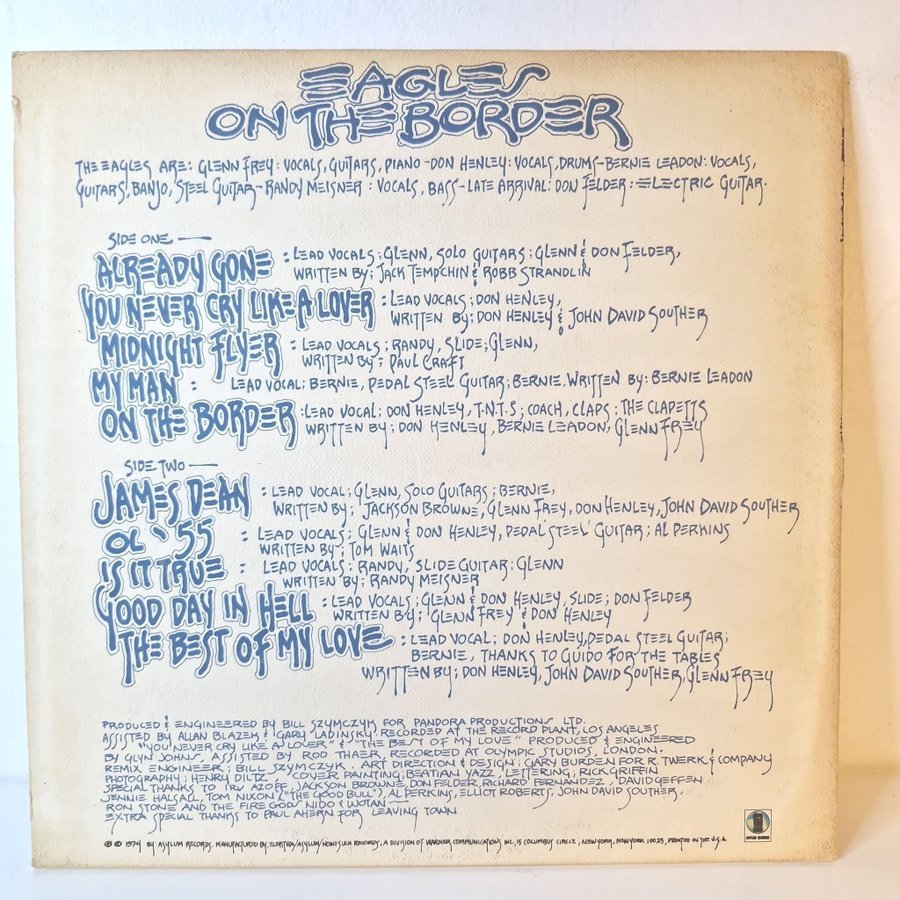 EAGLES
ON THE BORDER
THE EAGLES ARE: GLENN FREY: VOCALS, GUITARS, PIANO-DON HENLEY: VOCALS, DRUMS-BERNIE LEADON: VOCALS,
GUITARS, BANJO, STEEL GUITAR-RANDY MEISNER: VOCALS, BASS-LATE ARRIVAL: DON FELDER: ELECTRIC GUITAR.
SIDE ONE —
ALREADY GONE : LEAD VOCALS; GLENN, SOLO GUITARS; GLENN & DON FELDER,
WRITTEN BY; JACK TEMPCHIN & ROBB STRANDLIN
YOU NEVER CRY LIKE A LOVER : LEAD VOCALS; DON HENLEY,
WRITTEN BY; DON HENLEY & JOHN DAVID SOUTHER
MIDNIGHT FLYER : LEAD VOCALS; RANDY, SLIDE; GLENN,
WRITTEN BY; PAUL CRAFT
MY MAN : LEAD VOCAL; BERNIE, PEDAL STEEL GUITAR; BERNIE. WRITTEN BY: BERNIE LEADON
ON THE BORDER : LEAD VOCAL: DON HENLEY, T.N.T.S; COACH, CLAPS; THE CLAPETTS
WRITTEN BY; DON HENLEY, BERNIE LEADON, GLENN FREY
SIDE TWO —
JAMES DEAN : LEAD VOCAL; GLENN, SOLO GUITARS; BERNIE,
WRITTEN BY; JACKSON BROWNE, GLENN FREY, DON HENLEY, JOHN DAVID SOUTHER
OL '55 : LEAD VOCALS; GLENN & DON HENLEY, PEDAL STEEL GUITAR; AL PERKINS
WRITTEN BY; TOM WAITS
IS IT TRUE : LEAD VOCALS; RANDY, SLIDE GUITAR; GLENN
WRITTEN BY; RANDY MEISNER
GOOD DAY IN HELL : LEAD VOCALS; GLENN & DON HENLEY, SLIDE; DON FELDER
WRITTEN BY; GLENN FREY & DON HENLEY
THE BEST OF MY LOVE : LEAD VOCAL; DON HENLEY, PEDAL STEEL GUITAR;
BERNIE, THANKS TO GUIDO FOR THE TABLES
WRITTEN BY; DON HENLEY, JOHN DAVID SOUTHER, GLENN FREY
PRODUCED & ENGINEERED BY BILL SZYMCZYK FOR PANDORA PRODUCTIONS LTD.
ASSISTED BY ALLAN BLAZEK & GARY LADINSKY. RECORDED AT THE RECORD PLANT, LOS ANGELES
"YOU NEVER CRY LIKE A LOVER" & "THE BEST OF MY LOVE" PRODUCED & ENGINEERED
BY GLYN JOHNS, ASSISTED BY ROD THAER, RECORDED AT OLYMPIC STUDIOS, LONDON.
REMIX ENGINEER; BILL SZYMCZYK. ART DIRECTION & DESIGN; GARY BURDEN FOR R. TWERK & COMPANY
PHOTOGRAPHY; HENRY DILTZ. COVER PAINTING; BEATIAN YAZZ, LETTERING; RICK GRIFFIN
SPECIAL THANKS TO IRV AZOFF, JACKSON BROWNE, DON FELDER, RICHARD FERNANDEZ, DAVID GEFFEN
JENNIE HALSALL, TOM NIXON ("THE GOOD BULL"), AL PERKINS, ELLIOT ROBERTS, JOHN DAVID SOUTHER,
RON STONE AND THE FIRE GODS NIDO & WOTAN —
EXTRA SPECIAL THANKS TO PAUL AHERN FOR LEAVING TOWN
ASYLUM RECORDS
℗ © 1974 BY ASYLUM RECORDS. MANUFACTURED BY ELEKTRA/ASYLUM/NONESUCH RECORDS, A DIVISION OF WARNER COMMUNICATIONS INC, 15 COLUMBUS CIRCLE, NEW YORK, NEW YORK 10023, PRINTED IN THE U.S.A.